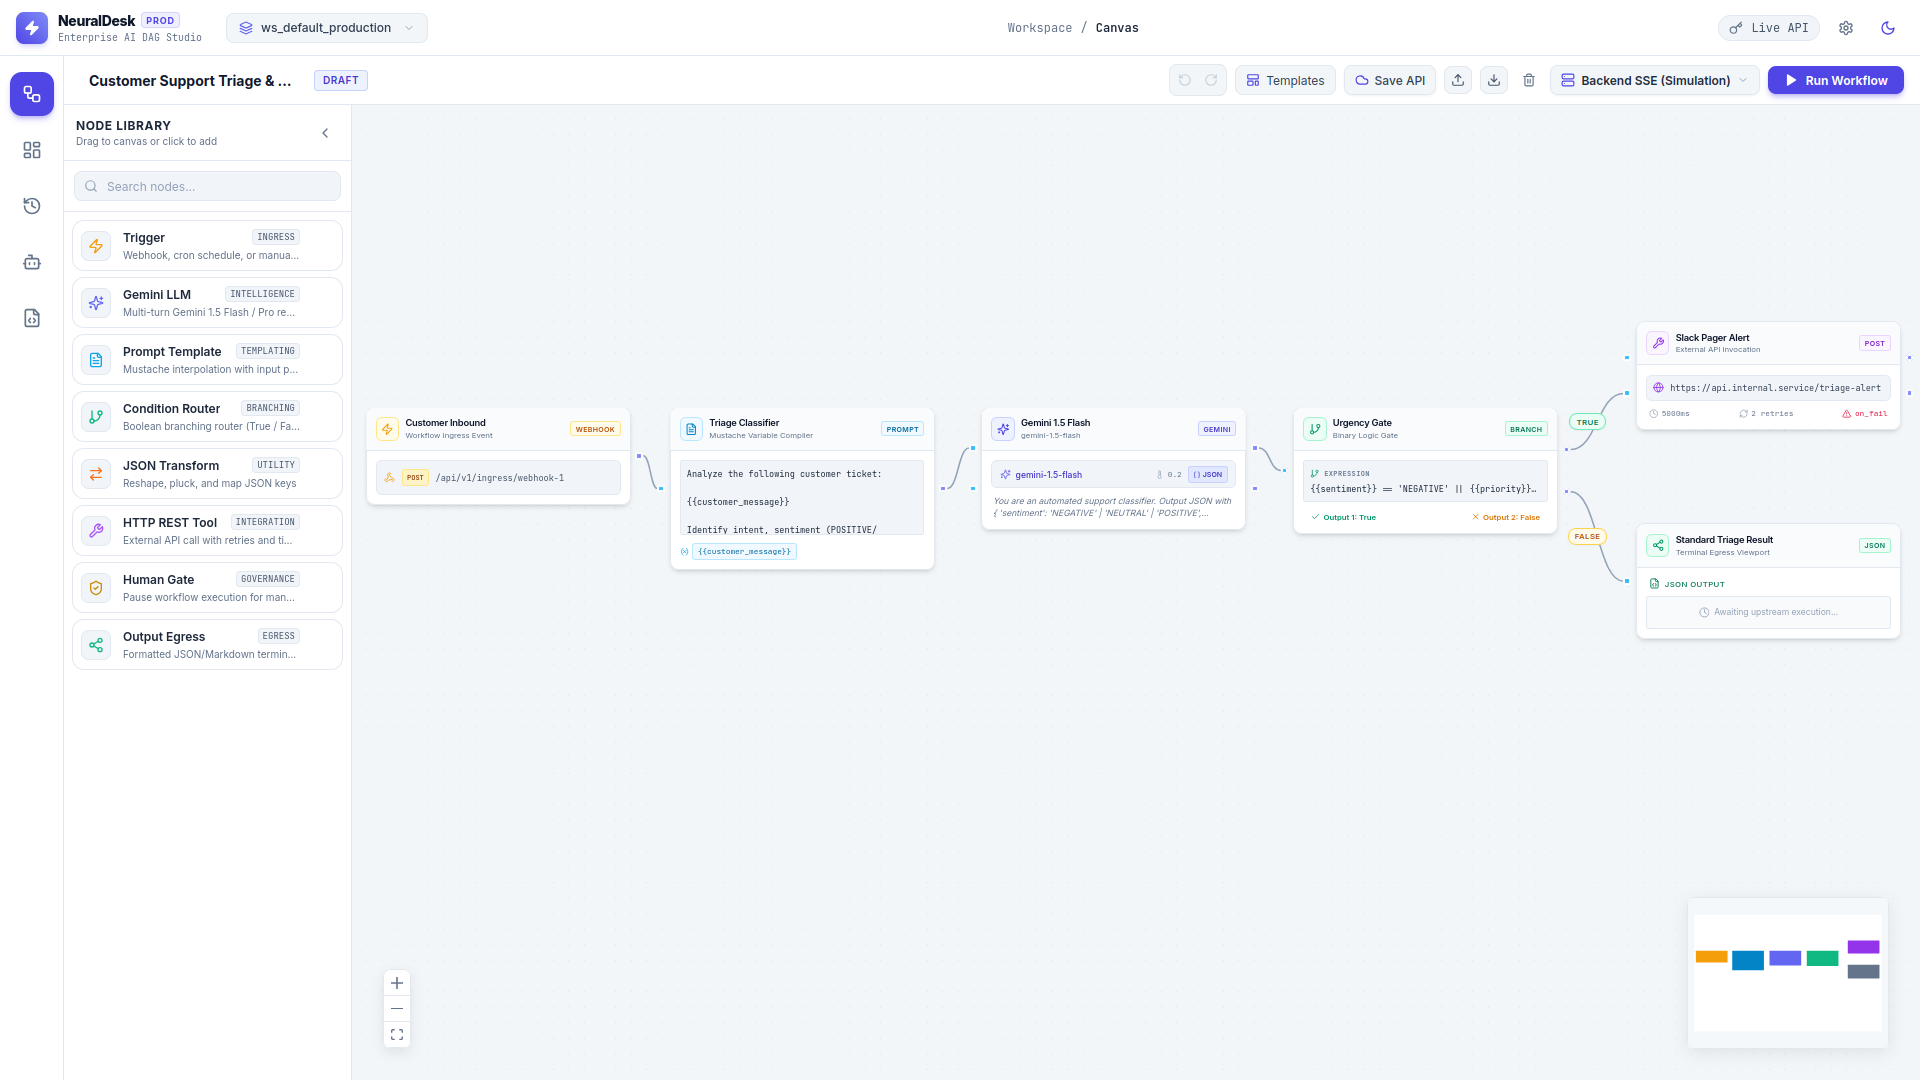 NeuralDesk PROD
Enterprise AI DAG Studio
ws_default_production
Workspace / Canvas
Live API
Customer Support Triage & ...
DRAFT
Templates
Save API
Backend SSE (Simulation)
Run Workflow
NODE LIBRARY
Drag to canvas or click to add
Search nodes...
Trigger INGRESS
Webhook, cron schedule, or manua...
Gemini LLM INTELLIGENCE
Multi-turn Gemini 1.5 Flash / Pro re...
Prompt Template TEMPLATING
Mustache interpolation with input p...
Condition Router BRANCHING
Boolean branching router (True / Fa...
JSON Transform UTILITY
Reshape, pluck, and map JSON keys
HTTP REST Tool INTEGRATION
External API call with retries and ti...
Human Gate GOVERNANCE
Pause workflow execution for man...
Output Egress EGRESS
Formatted JSON/Markdown termin...
Customer Inbound
Workflow Ingress Event
WEBHOOK
POST /api/v1/ingress/webhook-1
Triage Classifier
Mustache Variable Compiler
PROMPT
Analyze the following customer ticket:
{{customer_message}}
Identify intent, sentiment (POSITIVE/
{{customer_message}}
Gemini 1.5 Flash
gemini-1.5-flash
GEMINI
gemini-1.5-flash 0.2 JSON
You are an automated support classifier. Output JSON with
{ 'sentiment': 'NEGATIVE' | 'NEUTRAL' | 'POSITIVE',...
Urgency Gate
Binary Logic Gate
BRANCH
EXPRESSION
{{sentiment}} == 'NEGATIVE' || {{priority}}...
Output 1: True
Output 2: False
TRUE
FALSE
Slack Pager Alert
External API Invocation
POST
https://api.internal.service/triage-alert
5000ms 2 retries on_fail
Standard Triage Result
Terminal Egress Viewport
JSON
JSON OUTPUT
Awaiting upstream execution...